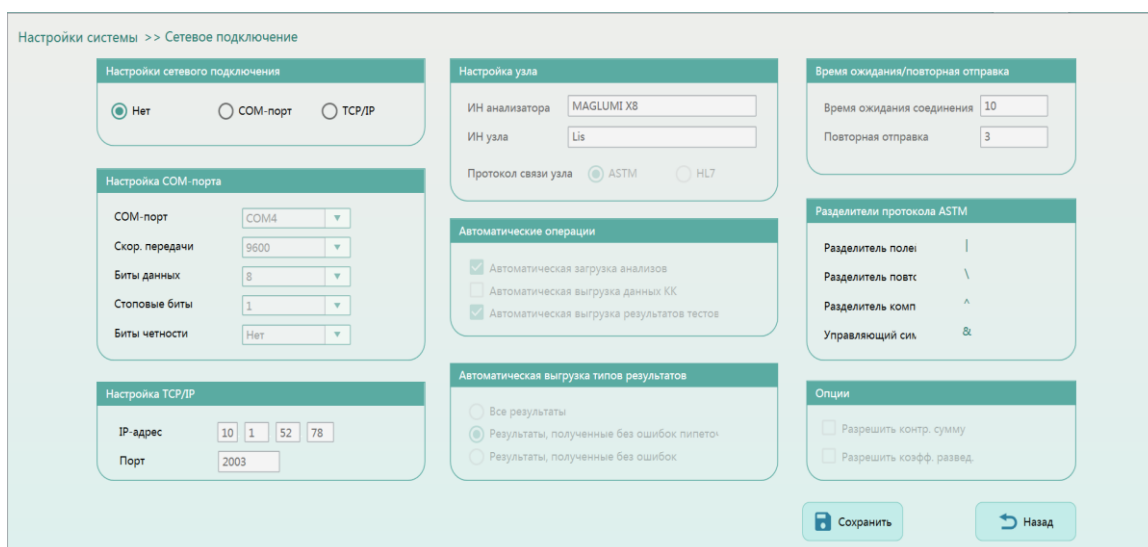 Настройки системы >> Сетевое подключение
Настройки сетевого подключения
Нет COM-порт TCP/IP
Настройка COM-порта
COM-порт COM4
Скор. передачи 9600
Биты данных 8
Стоповые биты 1
Биты четности Нет
Настройка TCP/IP
IP-адрес 10 1 52 78
Порт 2003
Настройка узла
ИН анализатора MAGLUMI X8
ИН узла Lis
Протокол связи узла ASTM HL7
Автоматические операции
Автоматическая загрузка анализов
Автоматическая выгрузка данных КК
Автоматическая выгрузка результатов тестов
Автоматическая выгрузка типов результатов
Все результаты
Результаты, полученные без ошибок пипеточ
Результаты, полученные без ошибок
Время ожидания/повторная отправка
Время ожидания соединения 10
Повторная отправка 3
Разделители протокола ASTM
Разделитель полей |
Разделитель повто \
Разделитель комп ^
Управляющий сим &
Опции
Разрешить контр. сумму
Разрешить коэфф. развед.
Сохранить
Назад